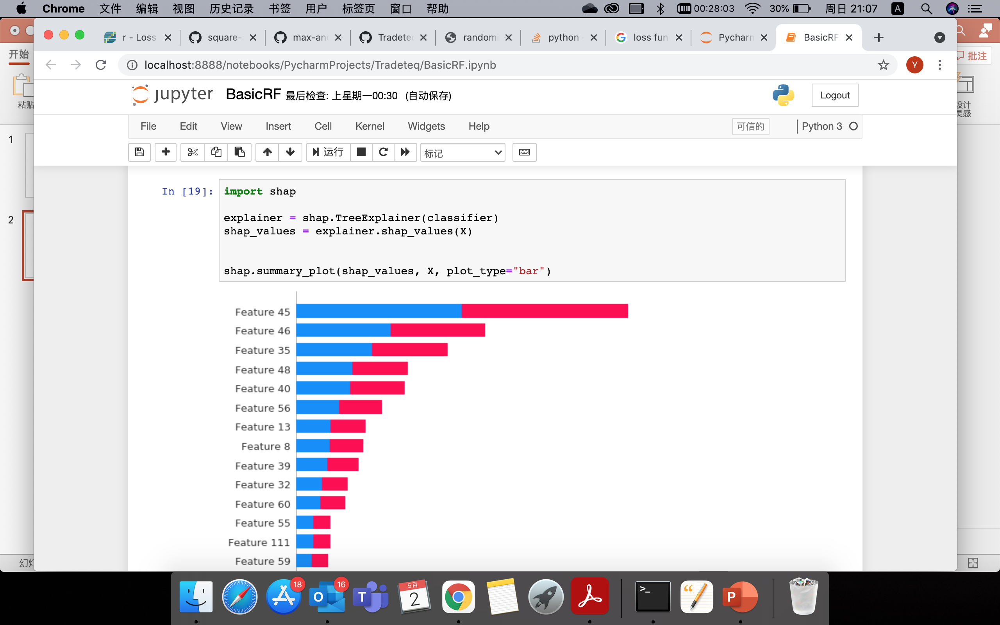 Chrome 文件 编辑 视图 历史记录 书签 用户 标签页 窗口 帮助 00:28:03 30% 周日 21:07 A
r - Loss square- max-and Tradeteq randomi python - loss fun Pycharm BasicRF
开始
批注
localhost:8888/notebooks/PycharmProjects/Tradeteq/BasicRF.ipynb Y
粘贴
设计
灵感
jupyter BasicRF 最后检查: 上星期一00:30 (自动保存) Logout
File Edit View Insert Cell Kernel Widgets Help 可信的 Python 3
运行 标记
1
2
In [19]: import shap
explainer = shap.TreeExplainer(classifier)
shap_values = explainer.shap_values(X)
shap.summary_plot(shap_values, X, plot_type="bar")
Feature 45
Feature 46
Feature 35
Feature 48
Feature 40
Feature 56
Feature 13
Feature 8
Feature 39
Feature 32
Feature 60
Feature 55
Feature 111
Feature 59
幻灯
18 16 O T 5月 2 >_ P